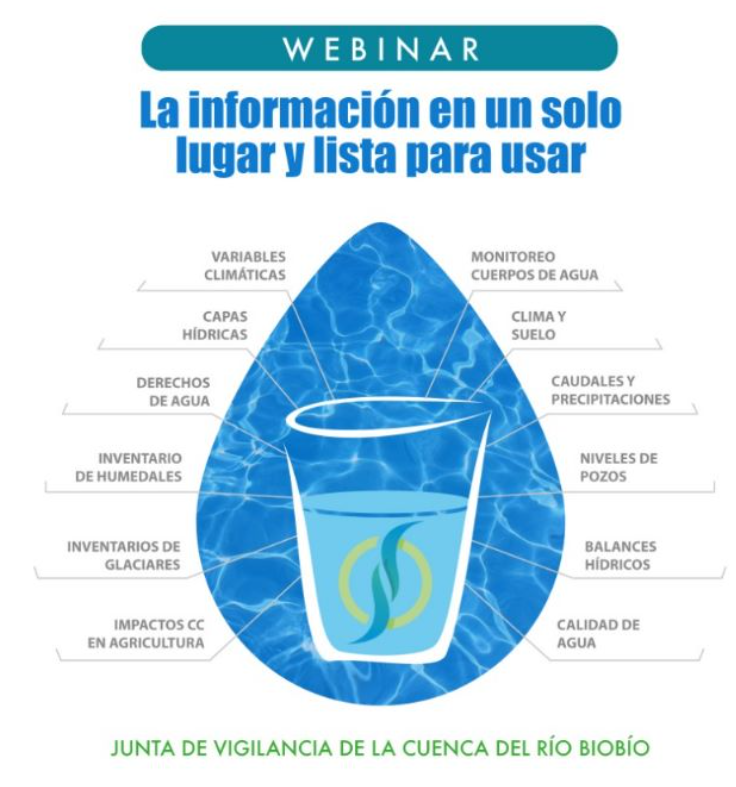 WEBINAR
La información en un solo
lugar y lista para usar
VARIABLES
CLIMÁTICAS
MONITOREO
CUERPOS DE AGUA
CAPAS
HÍDRICAS
CLIMA Y
SUELO
DERECHOS
DE AGUA
CAUDALES Y
PRECIPITACIONES
INVENTARIO
DE HUMEDALES
NIVELES DE
POZOS
INVENTARIOS DE
GLACIARES
BALANCES
HÍDRICOS
IMPACTOS CC
EN AGRICULTURA
CALIDAD DE
AGUA
JUNTA DE VIGILANCIA DE LA CUENCA DEL RÍO BIOBÍO